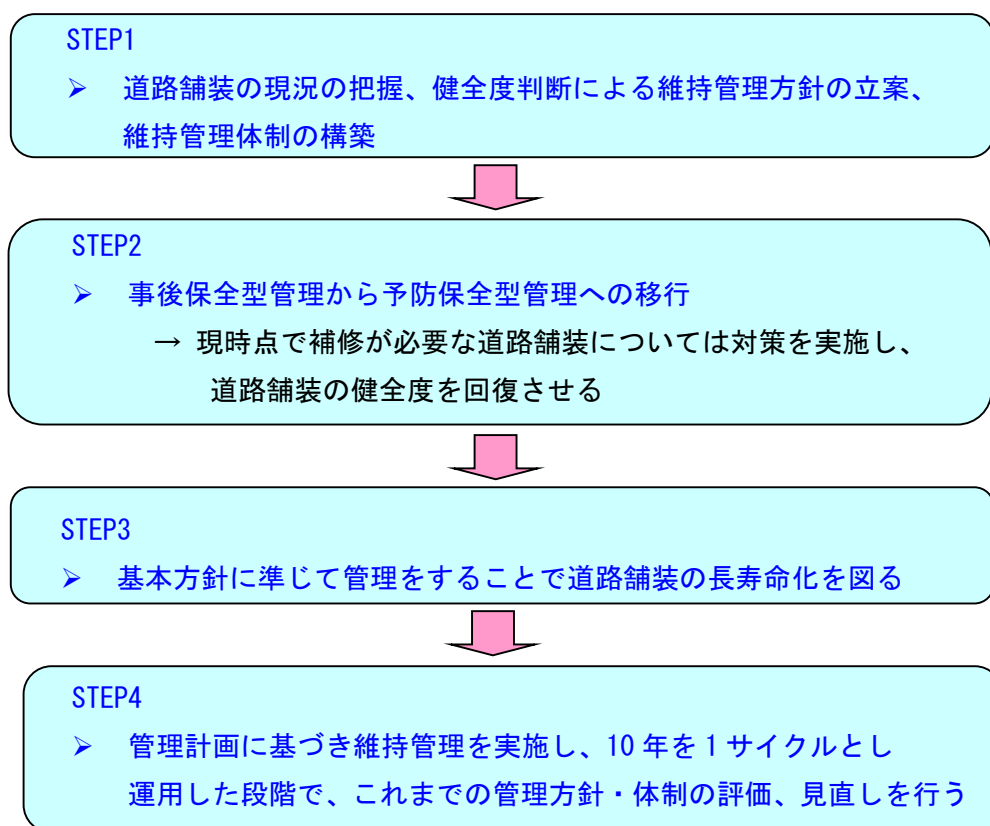 STEP1
➢ 道路舗装の現況の把握、健全度判断による維持管理方針の立案、
維持管理体制の構築
STEP2
➢ 事後保全型管理から予防保全型管理への移行
→ 現時点で補修が必要な道路舗装については対策を実施し、
道路舗装の健全度を回復させる
STEP3
➢ 基本方針に準じて管理をすることで道路舗装の長寿命化を図る
STEP4
➢ 管理計画に基づき維持管理を実施し、10 年を 1 サイクルとし
運用した段階で、これまでの管理方針・体制の評価、見直しを行う